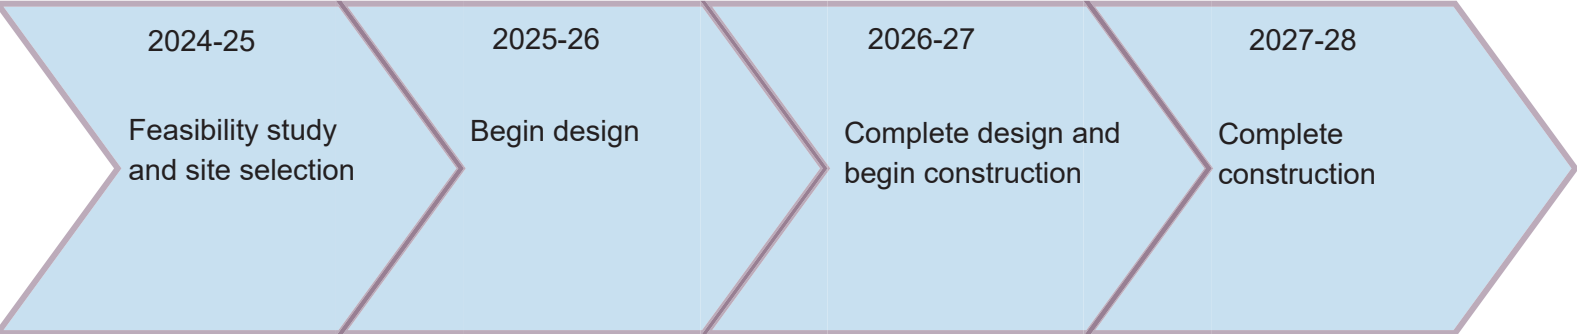 2024-25
Feasibility study
and site selection
2025-26
Begin design
2026-27
Complete design and
begin construction
2027-28
Complete
construction